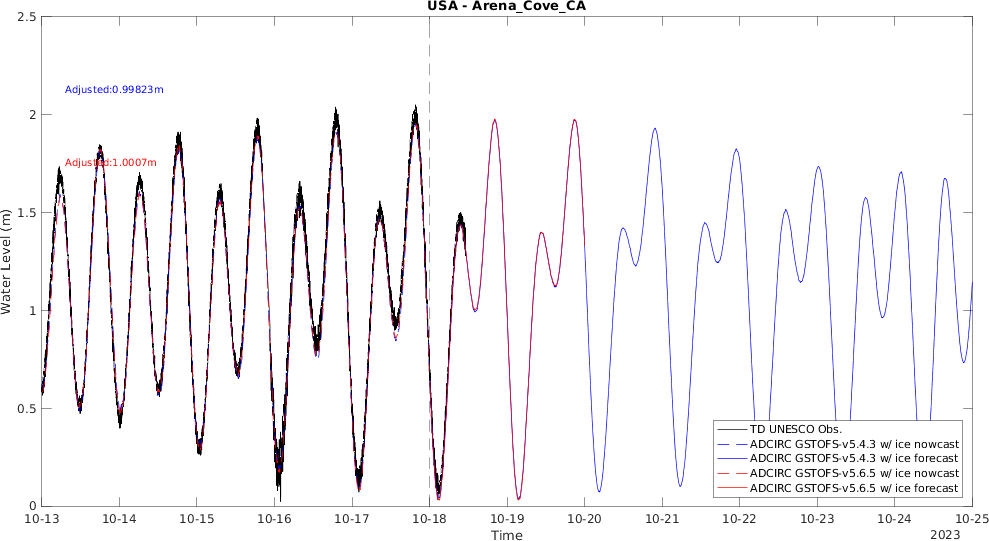 USA - Arena_Cove_CA
2.5
2
1.5
1
0.5
0
Water Level (m)
Adjusted:0.99823m
Adjusted:1.0007m
TD UNESCO Obs.
ADCIRC GSTOFS-v5.4.3 w/ ice nowcast
ADCIRC GSTOFS-v5.4.3 w/ ice forecast
ADCIRC GSTOFS-v5.6.5 w/ ice nowcast
ADCIRC GSTOFS-v5.6.5 w/ ice forecast
10-13 10-14 10-15 10-16 10-17 10-18 10-19 10-20 10-21 10-22 10-23 10-24 10-25
Time
2023